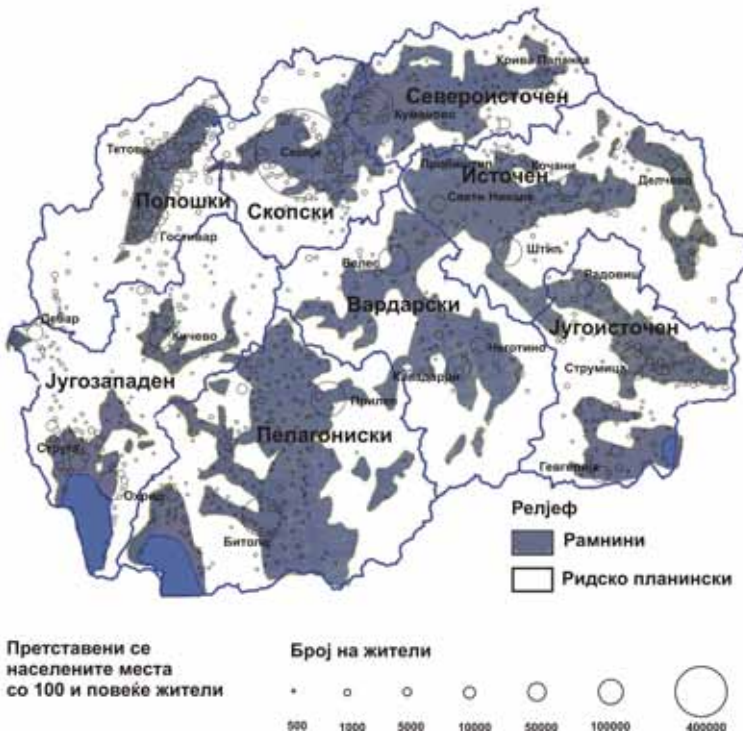 Крива Паланка
Североисточен
Куманово
Тетово
Скопје
Пробиштип
Кочани
Источен
Делчево
Полошки
Свети Николе
Скопски
Гостивар
Штип
Велес
Радовиш
Вардарски
Дебар
Југоисточен
Кичево
Неготино
Југозападен
Струмица
Кавадарци
Прилеп
Пелагониски
Струга
Гевгелија
Охрид
Битола
Релјеф
Рамнини
Ридско планински
Претставени се
населените места
со 100 и повеќе жители
Број на жители
500 1000 5000 10000 50000 100000 400000